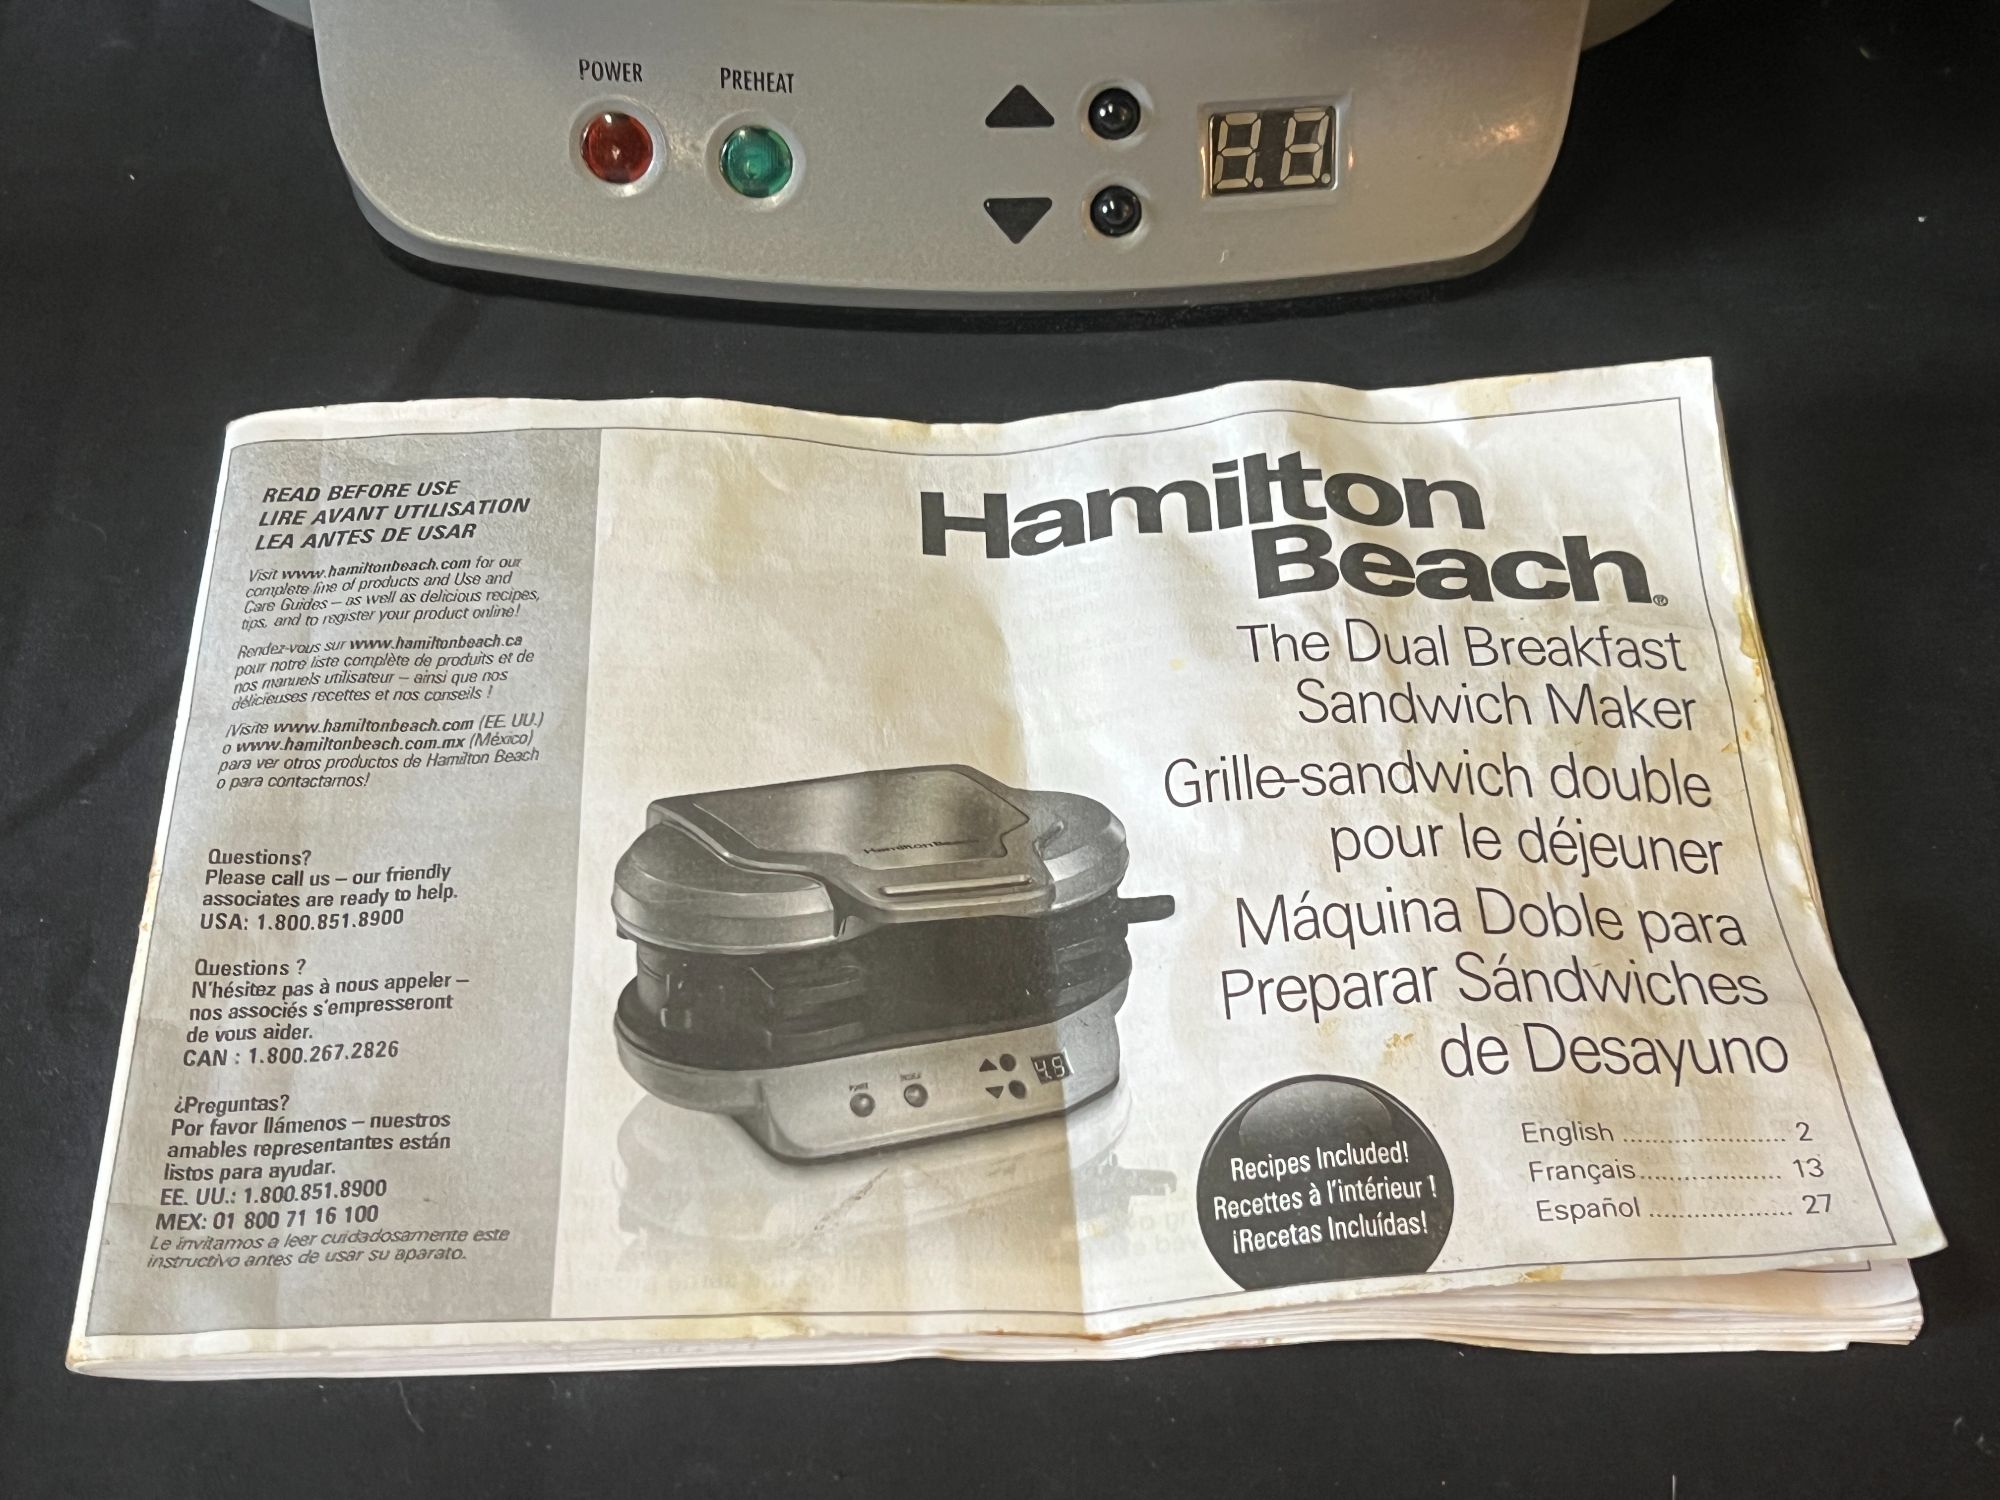 POWER
PREHEAT
READ BEFORE USE
LIRE AVANT UTILISATION
LEA ANTES DE USAR
Visit www.hamiltonbeach.com for our
complete line of products and Use and
Care Guides – as well as delicious recipes,
tips, and to register your product online!
Rendez-vous sur www.hamiltonbeach.ca
pour notre liste complète de produits et de
nos manuels utilisateur – ainsi que nos
délicieuses recettes et nos conseils !
¡Visite www.hamiltonbeach.com (EE. UU.)
o www.hamiltonbeach.com.mx (México)
para ver otros productos de Hamilton Beach
o para contactarnos!
Questions?
Please call us – our friendly
associates are ready to help.
USA: 1.800.851.8900
Questions ?
N'hésitez pas à nous appeler –
nos associés s'empresseront
de vous aider.
CAN : 1.800.267.2826
¿Preguntas?
Por favor llámenos – nuestros
amables representantes están
listos para ayudar.
EE. UU.: 1.800.851.8900
MEX: 01 800 71 16 100
Le invitamos a leer cuidadosamente este
instructivo antes de usar su aparato.
Hamilton
Beach®
The Dual Breakfast
Sandwich Maker
Grille-sandwich double
pour le déjeuner
Máquina Doble para
Preparar Sándwiches
de Desayuno
Hamilton Beach
4.9
Recipes Included!
Recettes à l'intérieur !
¡Recetas Incluídas!
English ...................... 2
Français................... 13
Español ................... 27